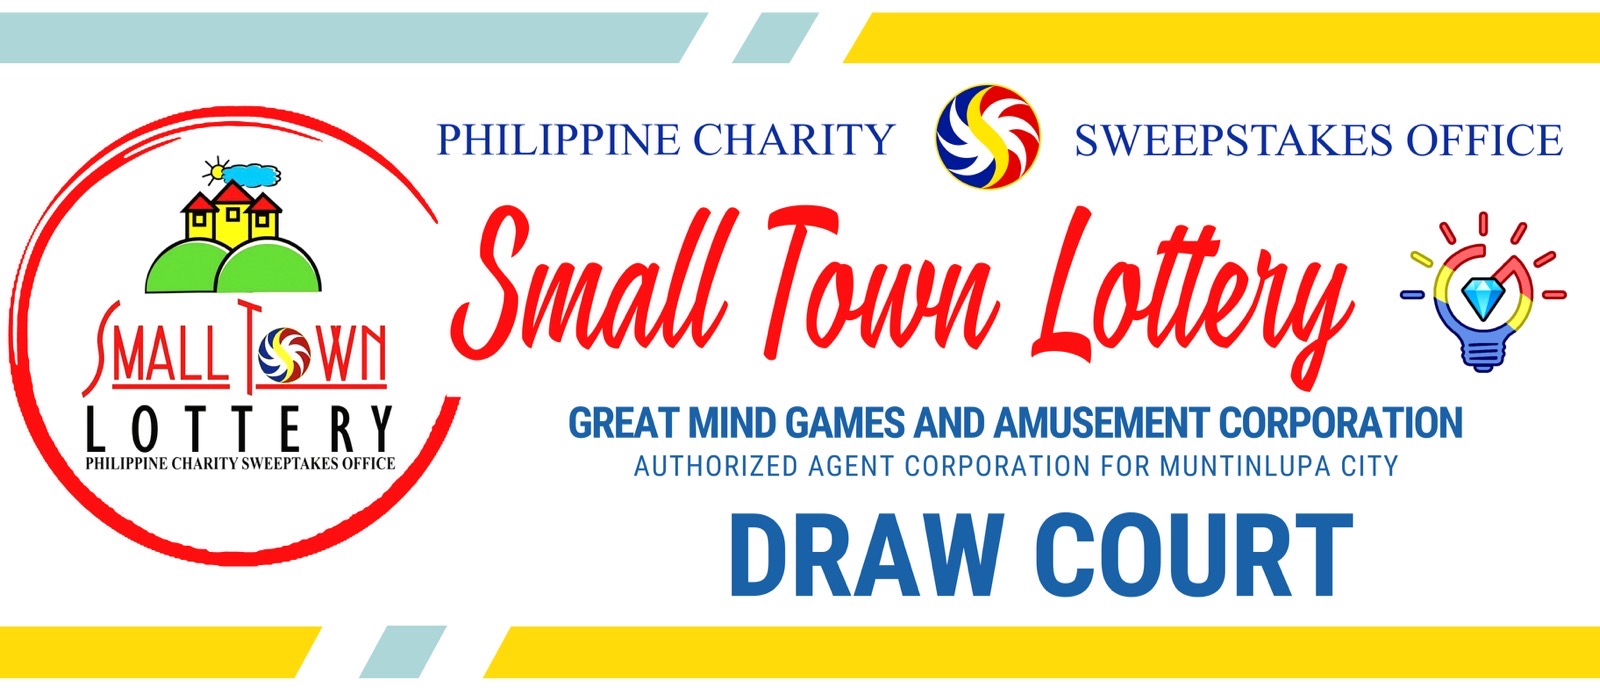 PHILIPPINE CHARITY SWEEPSTAKES OFFICE
Small Town Lottery
SMALL TOWN
LOTTERY
PHILIPPINE CHARITY SWEEPTAKES OFFICE
GREAT MIND GAMES AND AMUSEMENT CORPORATION
AUTHORIZED AGENT CORPORATION FOR MUNTINLUPA CITY
DRAW COURT